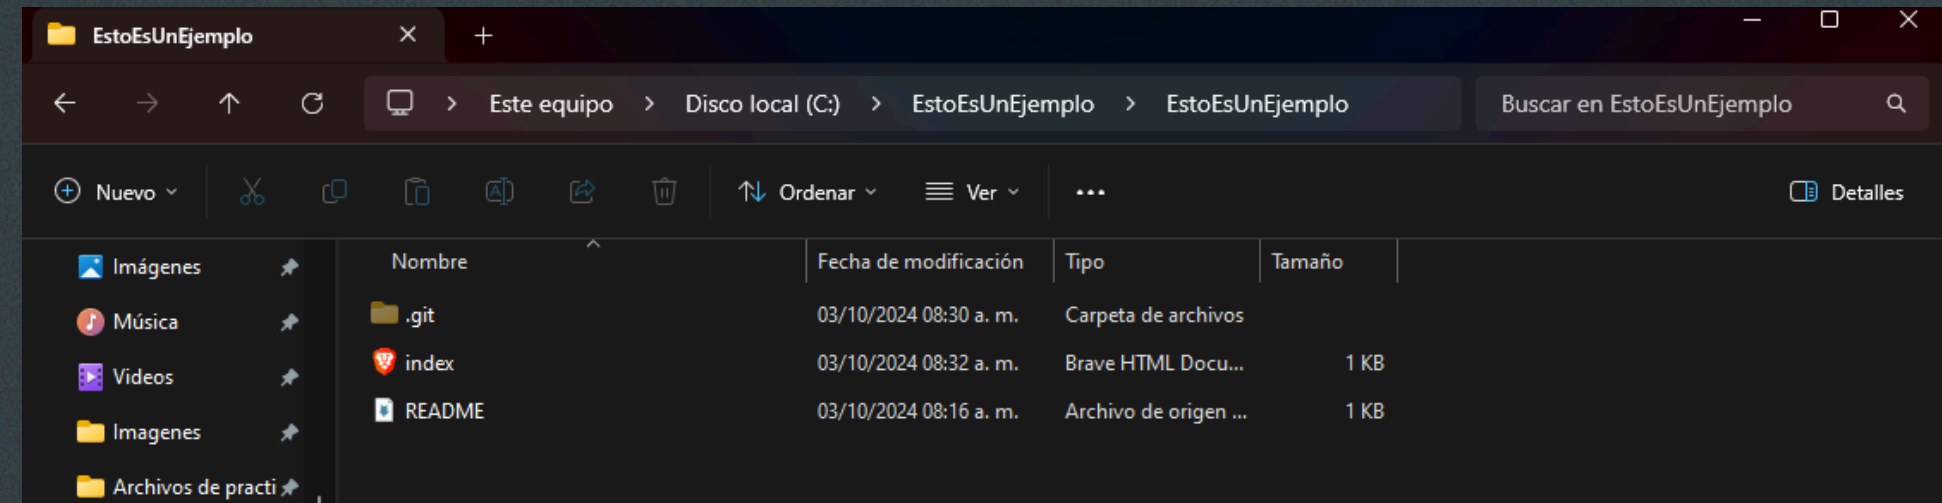 EstoEsUnEjemplo
Este equipo > Disco local (C:) > EstoEsUnEjemplo > EstoEsUnEjemplo
Buscar en EstoEsUnEjemplo
Nuevo
Ordenar
Ver
Detalles
Imágenes
Música
Videos
Imagenes
Archivos de practi
Nombre Fecha de modificación Tipo Tamaño
.git 03/10/2024 08:30 a. m. Carpeta de archivos
index 03/10/2024 08:32 a. m. Brave HTML Docu... 1 KB
README 03/10/2024 08:16 a. m. Archivo de origen ... 1 KB